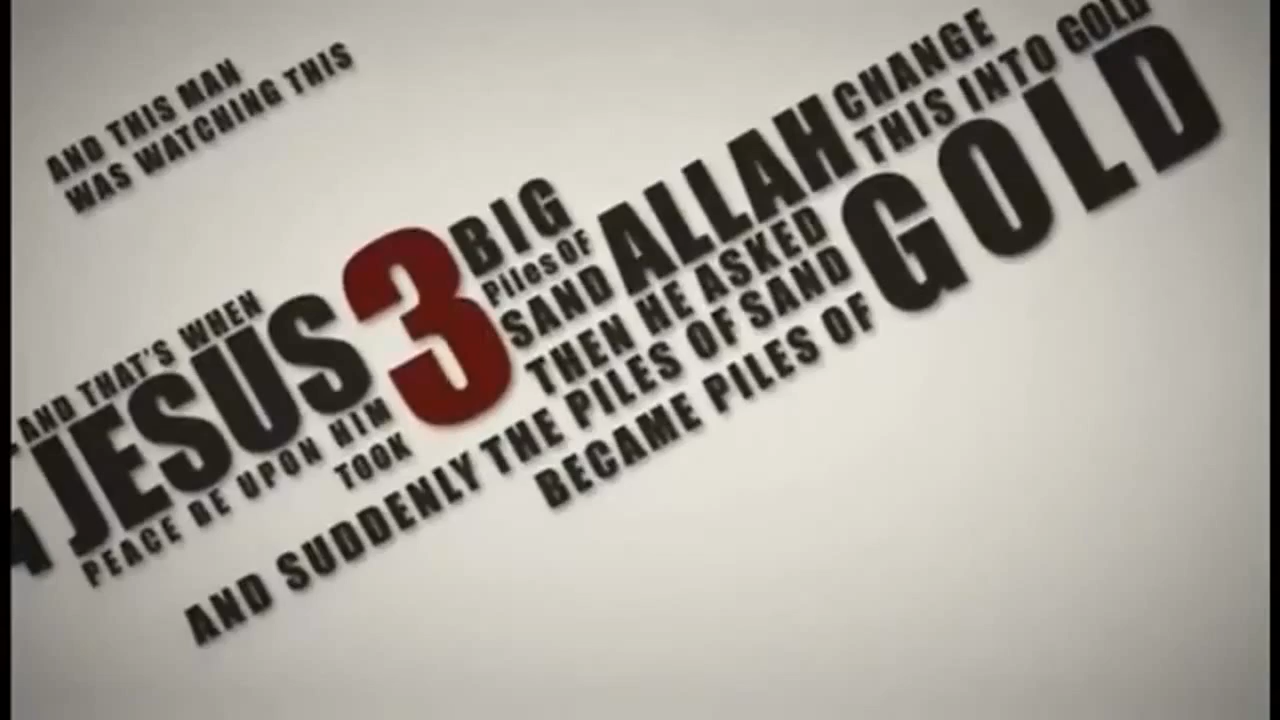 AND THAT'S WHEN
JESUS
PEACE BE UPON HIM
TOOK
3
BIG
Piles OF
SAND
THEN HE ASKED
ALLAH
CHANGE
THIS INTO GOLD
AND SUDDENLY THE PILES OF SAND
BECAME PILES OF
GOLD
AND THIS MAN
WAS WATCHING THIS